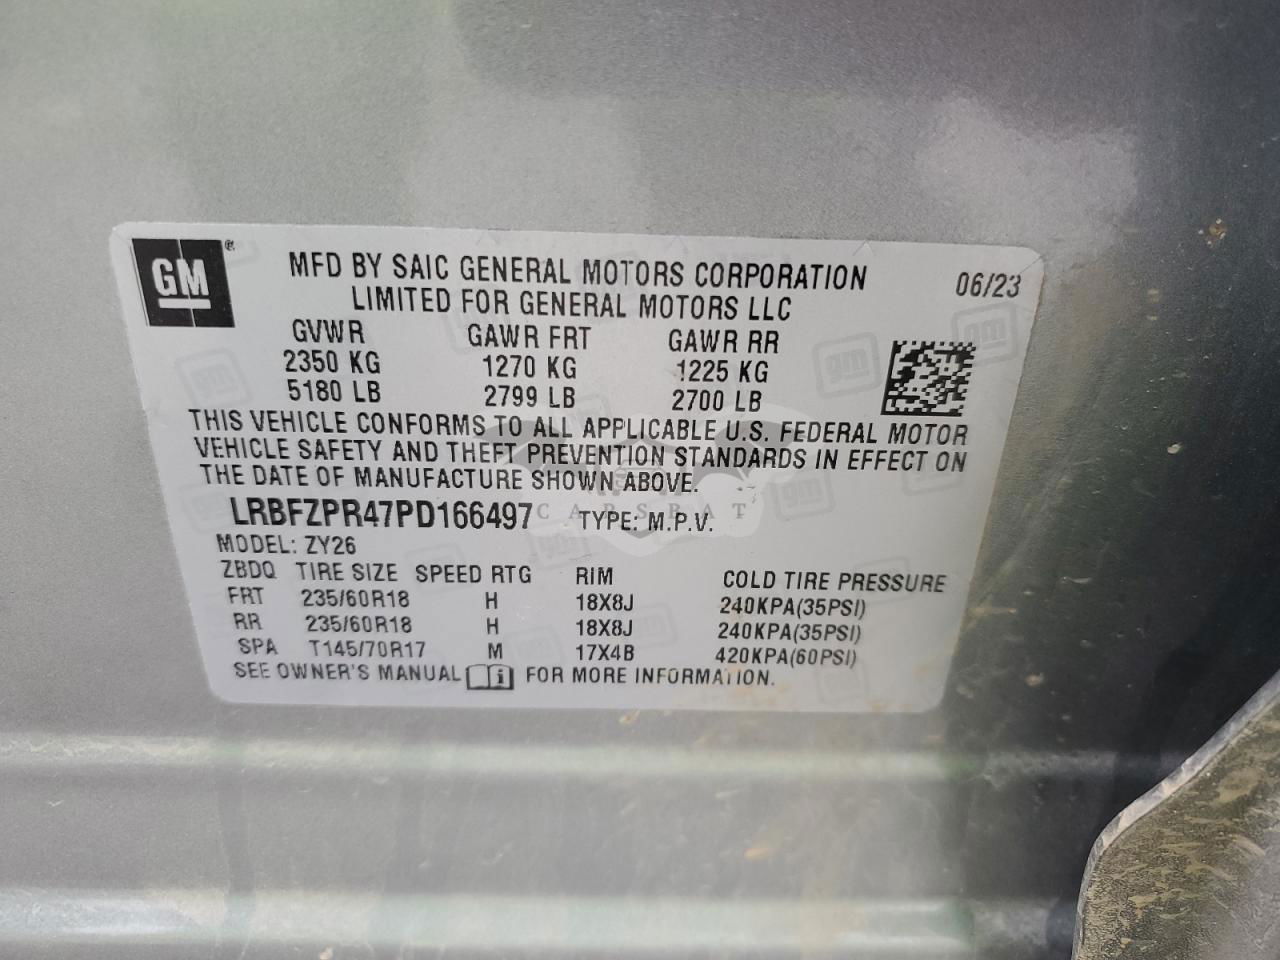 GM ®
MFD BY SAIC GENERAL MOTORS CORPORATION 06/23
LIMITED FOR GENERAL MOTORS LLC
GVWR GAWR FRT GAWR RR
2350 KG 1270 KG 1225 KG
5180 LB 2799 LB 2700 LB
THIS VEHICLE CONFORMS TO ALL APPLICABLE U.S. FEDERAL MOTOR
VEHICLE SAFETY AND THEFT PREVENTION STANDARDS IN EFFECT ON
THE DATE OF MANUFACTURE SHOWN ABOVE.
LRBFZPR47PD166497 TYPE: M.P.V.
CARSBAT
MODEL: ZY26
ZBDQ TIRE SIZE SPEED RTG RIM COLD TIRE PRESSURE
FRT 235/60R18 H 18X8J 240KPA(35PSI)
RR 235/60R18 H 18X8J 240KPA(35PSI)
SPA T145/70R17 M 17X4B 420KPA(60PSI)
SEE OWNER'S MANUAL i FOR MORE INFORMATION.